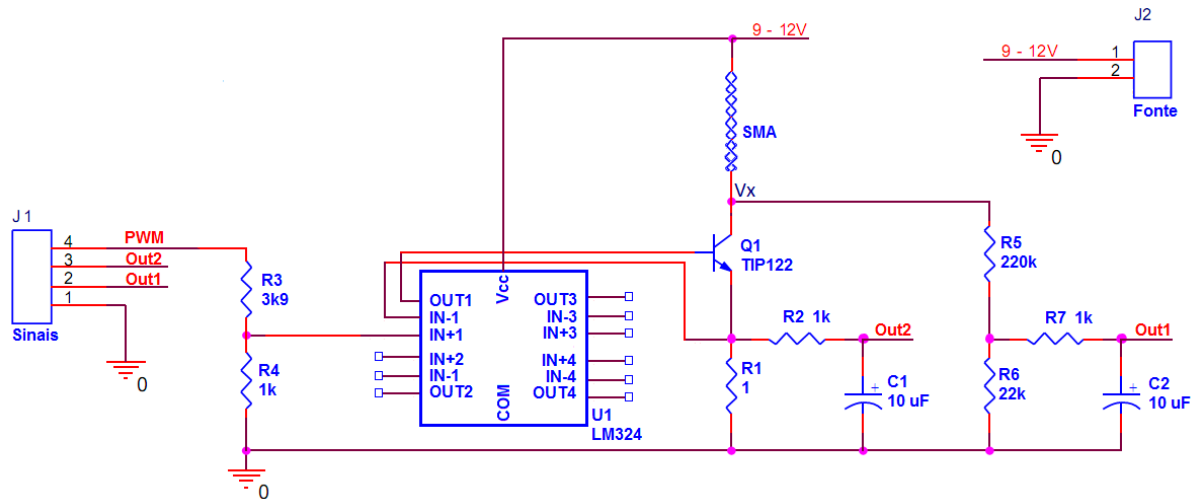 J2
9 - 12V
9 - 12V
1
2
Fonte
0
SMA
Vx
J1
4
PWM
3
Out2
2
Out1
1
Sinais
0
R3
3k9
R4
1k
0
Vcc
OUT1
IN-1
IN+1
IN+2
IN-1
OUT2
COM
OUT3
IN-3
IN+3
IN+4
IN-4
OUT4
U1
LM324
Q1
TIP122
R2 1k
Out2
R1
1
C1
10 uF
R5
220k
R7 1k
Out1
R6
22k
C2
10 uF
+
+